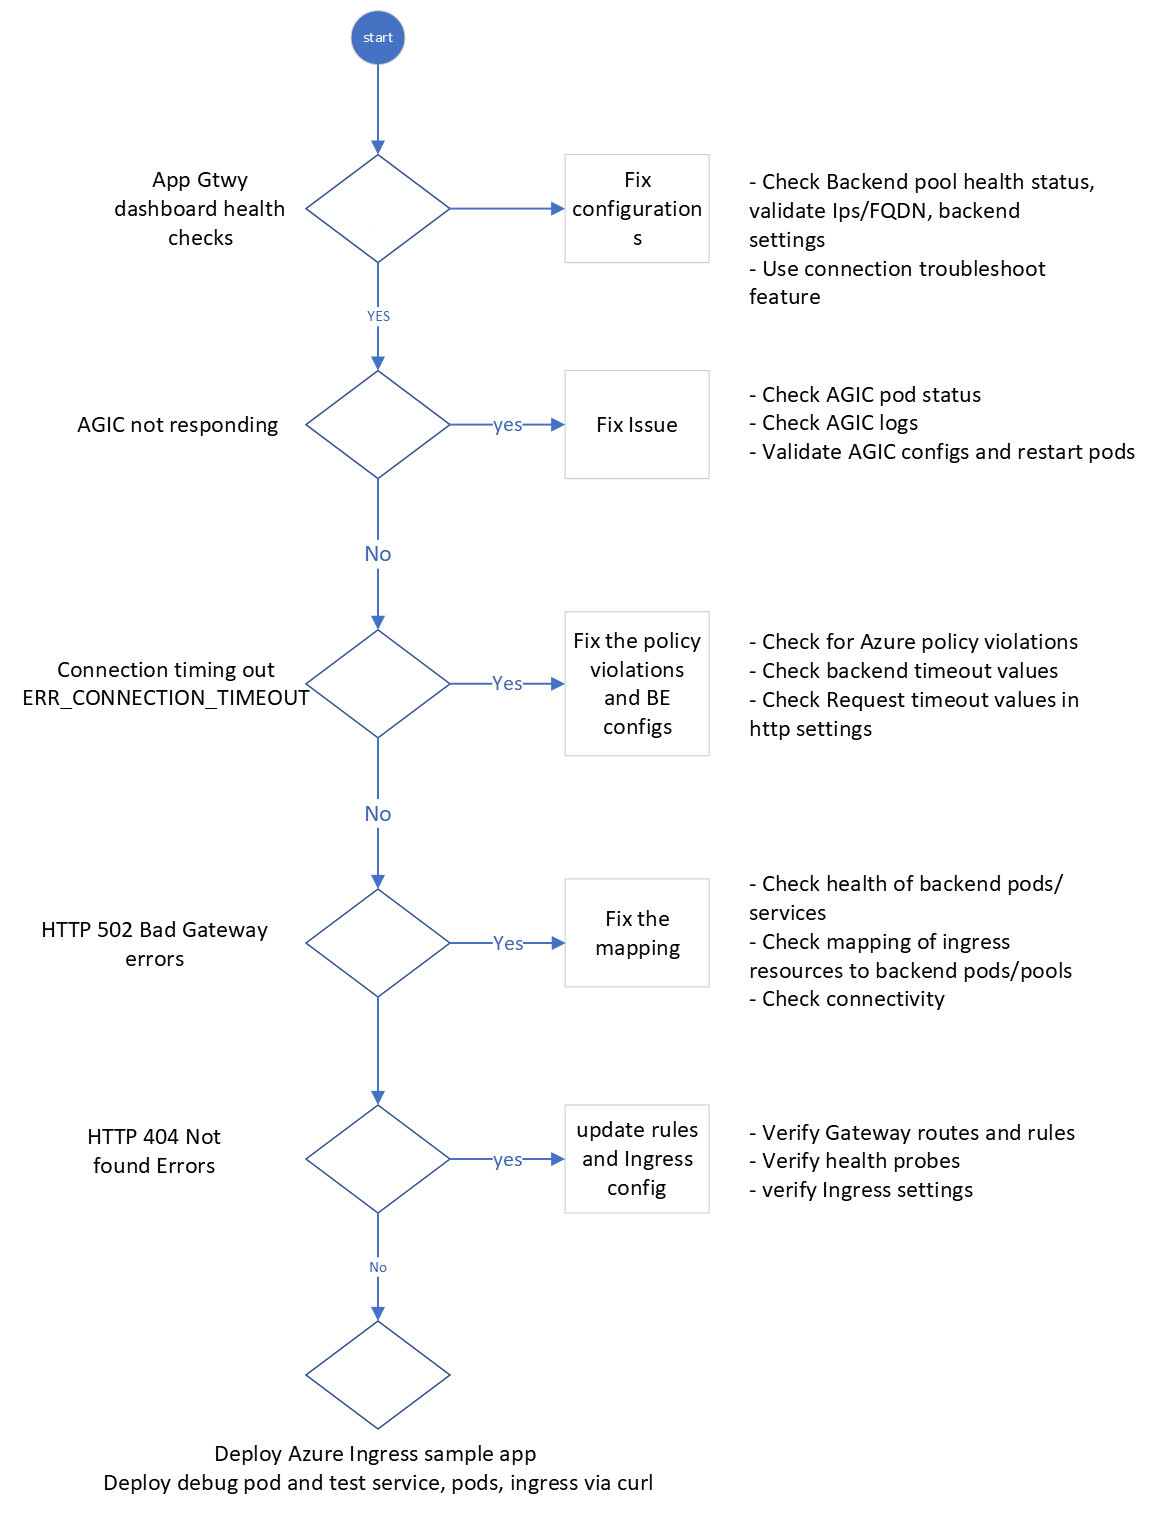 start
App Gtwy
dashboard health
checks
Fix
configuration
s
- Check Backend pool health status,
validate Ips/FQDN, backend
settings
- Use connection troubleshoot
feature
YES
AGIC not responding
yes
Fix Issue
- Check AGIC pod status
- Check AGIC logs
- Validate AGIC configs and restart pods
No
Connection timing out
ERR_CONNECTION_TIMEOUT
Yes
Fix the policy
violations
and BE
configs
- Check for Azure policy violations
- Check backend timeout values
- Check Request timeout values in
http settings
No
HTTP 502 Bad Gateway
errors
Yes
Fix the
mapping
- Check health of backend pods/
services
- Check mapping of ingress
resources to backend pods/pools
- Check connectivity
HTTP 404 Not
found Errors
yes
update rules
and Ingress
config
- Verify Gateway routes and rules
- Verify health probes
- verify Ingress settings
No
Deploy Azure Ingress sample app
Deploy debug pod and test service, pods, ingress via curl